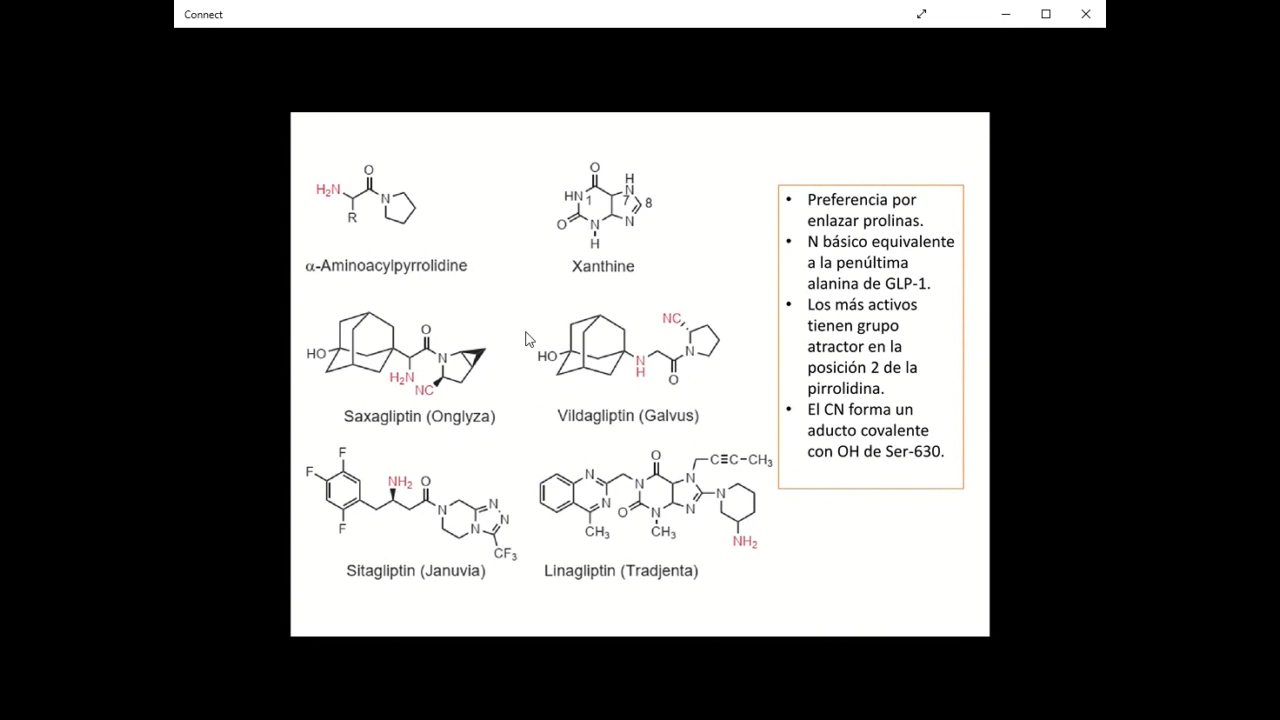 Connect
H₂N
O
N
R
α-Aminoacylpyrrolidine
O
HN 1
H
N
7
8
N
O
N
H
Xanthine
HO
O
N
H₂N
NC
Saxagliptin (Onglyza)
NC
HO
N
H
N
O
Vildagliptin (Galvus)
F
F
F
NH₂
O
N
N
N
N
CF₃
Sitagliptin (Januvia)
N
N
CH₃
O
N
O
N
CH₃
N
N
C≡C-CH₃
N
NH₂
Linagliptin (Tradjenta)
• Preferencia por
enlazar prolinas.
• N básico equivalente
a la penúltima
alanina de GLP-1.
• Los más activos
tienen grupo
atractor en la
posición 2 de la
pirrolidina.
• El CN forma un
aducto covalente
con OH de Ser-630.